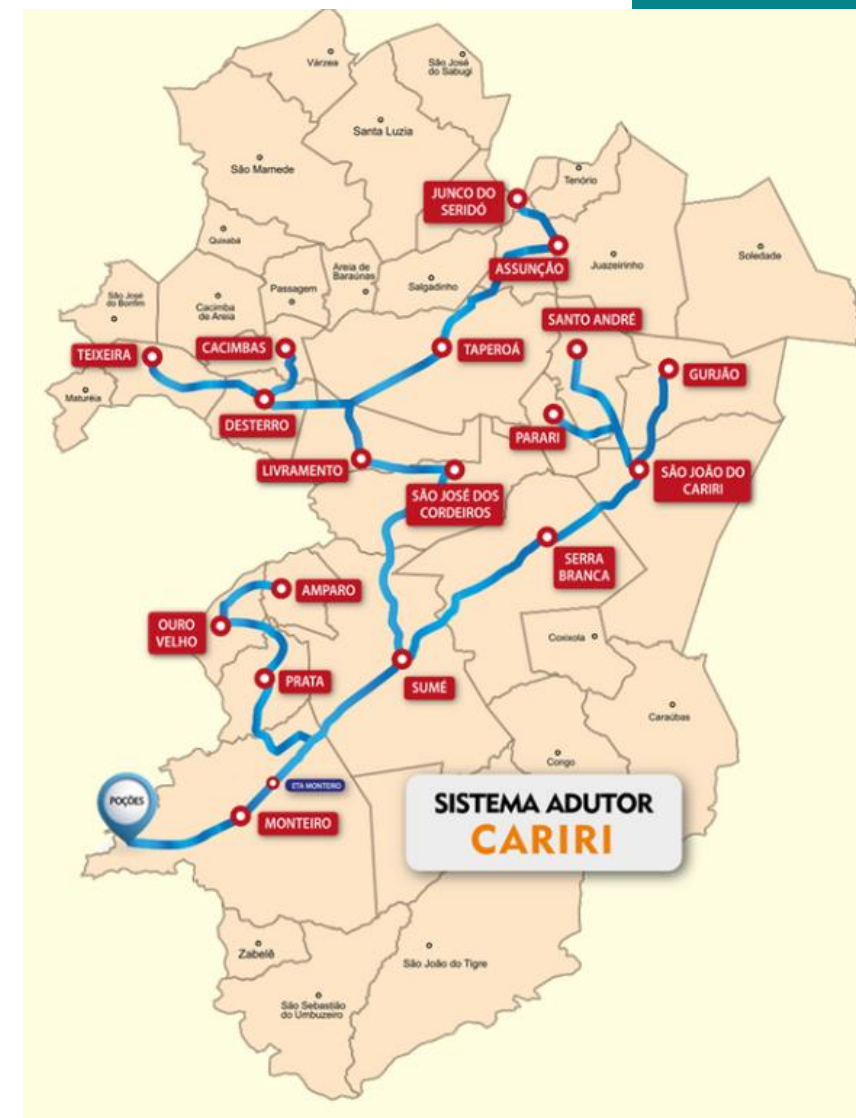 Várzea
São José
do Sabugi
Santa Luzia
São Mamede
Tenório
JUNCO DO
SERIDÓ
Quixabá
Soledade
ASSUNÇÃO
Juazeirinho
Areia de
Baraúnas
Salgadinho
Passagem
São José
do Bonfim
Cacimba
de Areia
SANTO ANDRÉ
TEIXEIRA
CACIMBAS
TAPEROÁ
GURJÃO
Maturéia
DESTERRO
PARARI
LIVRAMENTO
SÃO JOSÉ DOS
CORDEIROS
SÃO JOÃO DO
CARIRI
SERRA
BRANCA
AMPARO
OURO
VELHO
Coxixola
PRATA
SUMÉ
Caraúbas
Congo
ETA MONTEIRO
POÇÕES
MONTEIRO
SISTEMA ADUTOR
CARIRI
Zabelê
São João do Tigre
São Sebastião
do Umbuzeiro